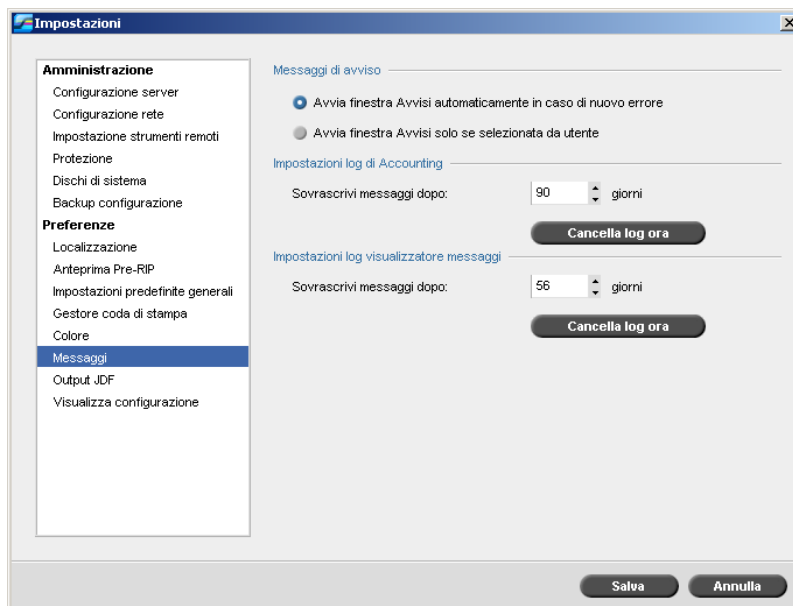 Impostazioni
Amministrazione
Configurazione server
Configurazione rete
Impostazione strumenti remoti
Protezione
Dischi di sistema
Backup configurazione
Preferenze
Localizzazione
Anteprima Pre-RIP
Impostazioni predefinite generali
Gestore coda di stampa
Colore
Messaggi
Output JDF
Visualizza configurazione
Messaggi di avviso
Avvia finestra Avvisi automaticamente in caso di nuovo errore
Avvia finestra Avvisi solo se selezionata da utente
Impostazioni log di Accounting
Sovrascrivi messaggi dopo: 90 giorni
Cancella log ora
Impostazioni log visualizzatore messaggi
Sovrascrivi messaggi dopo: 56 giorni
Cancella log ora
Salva Annulla